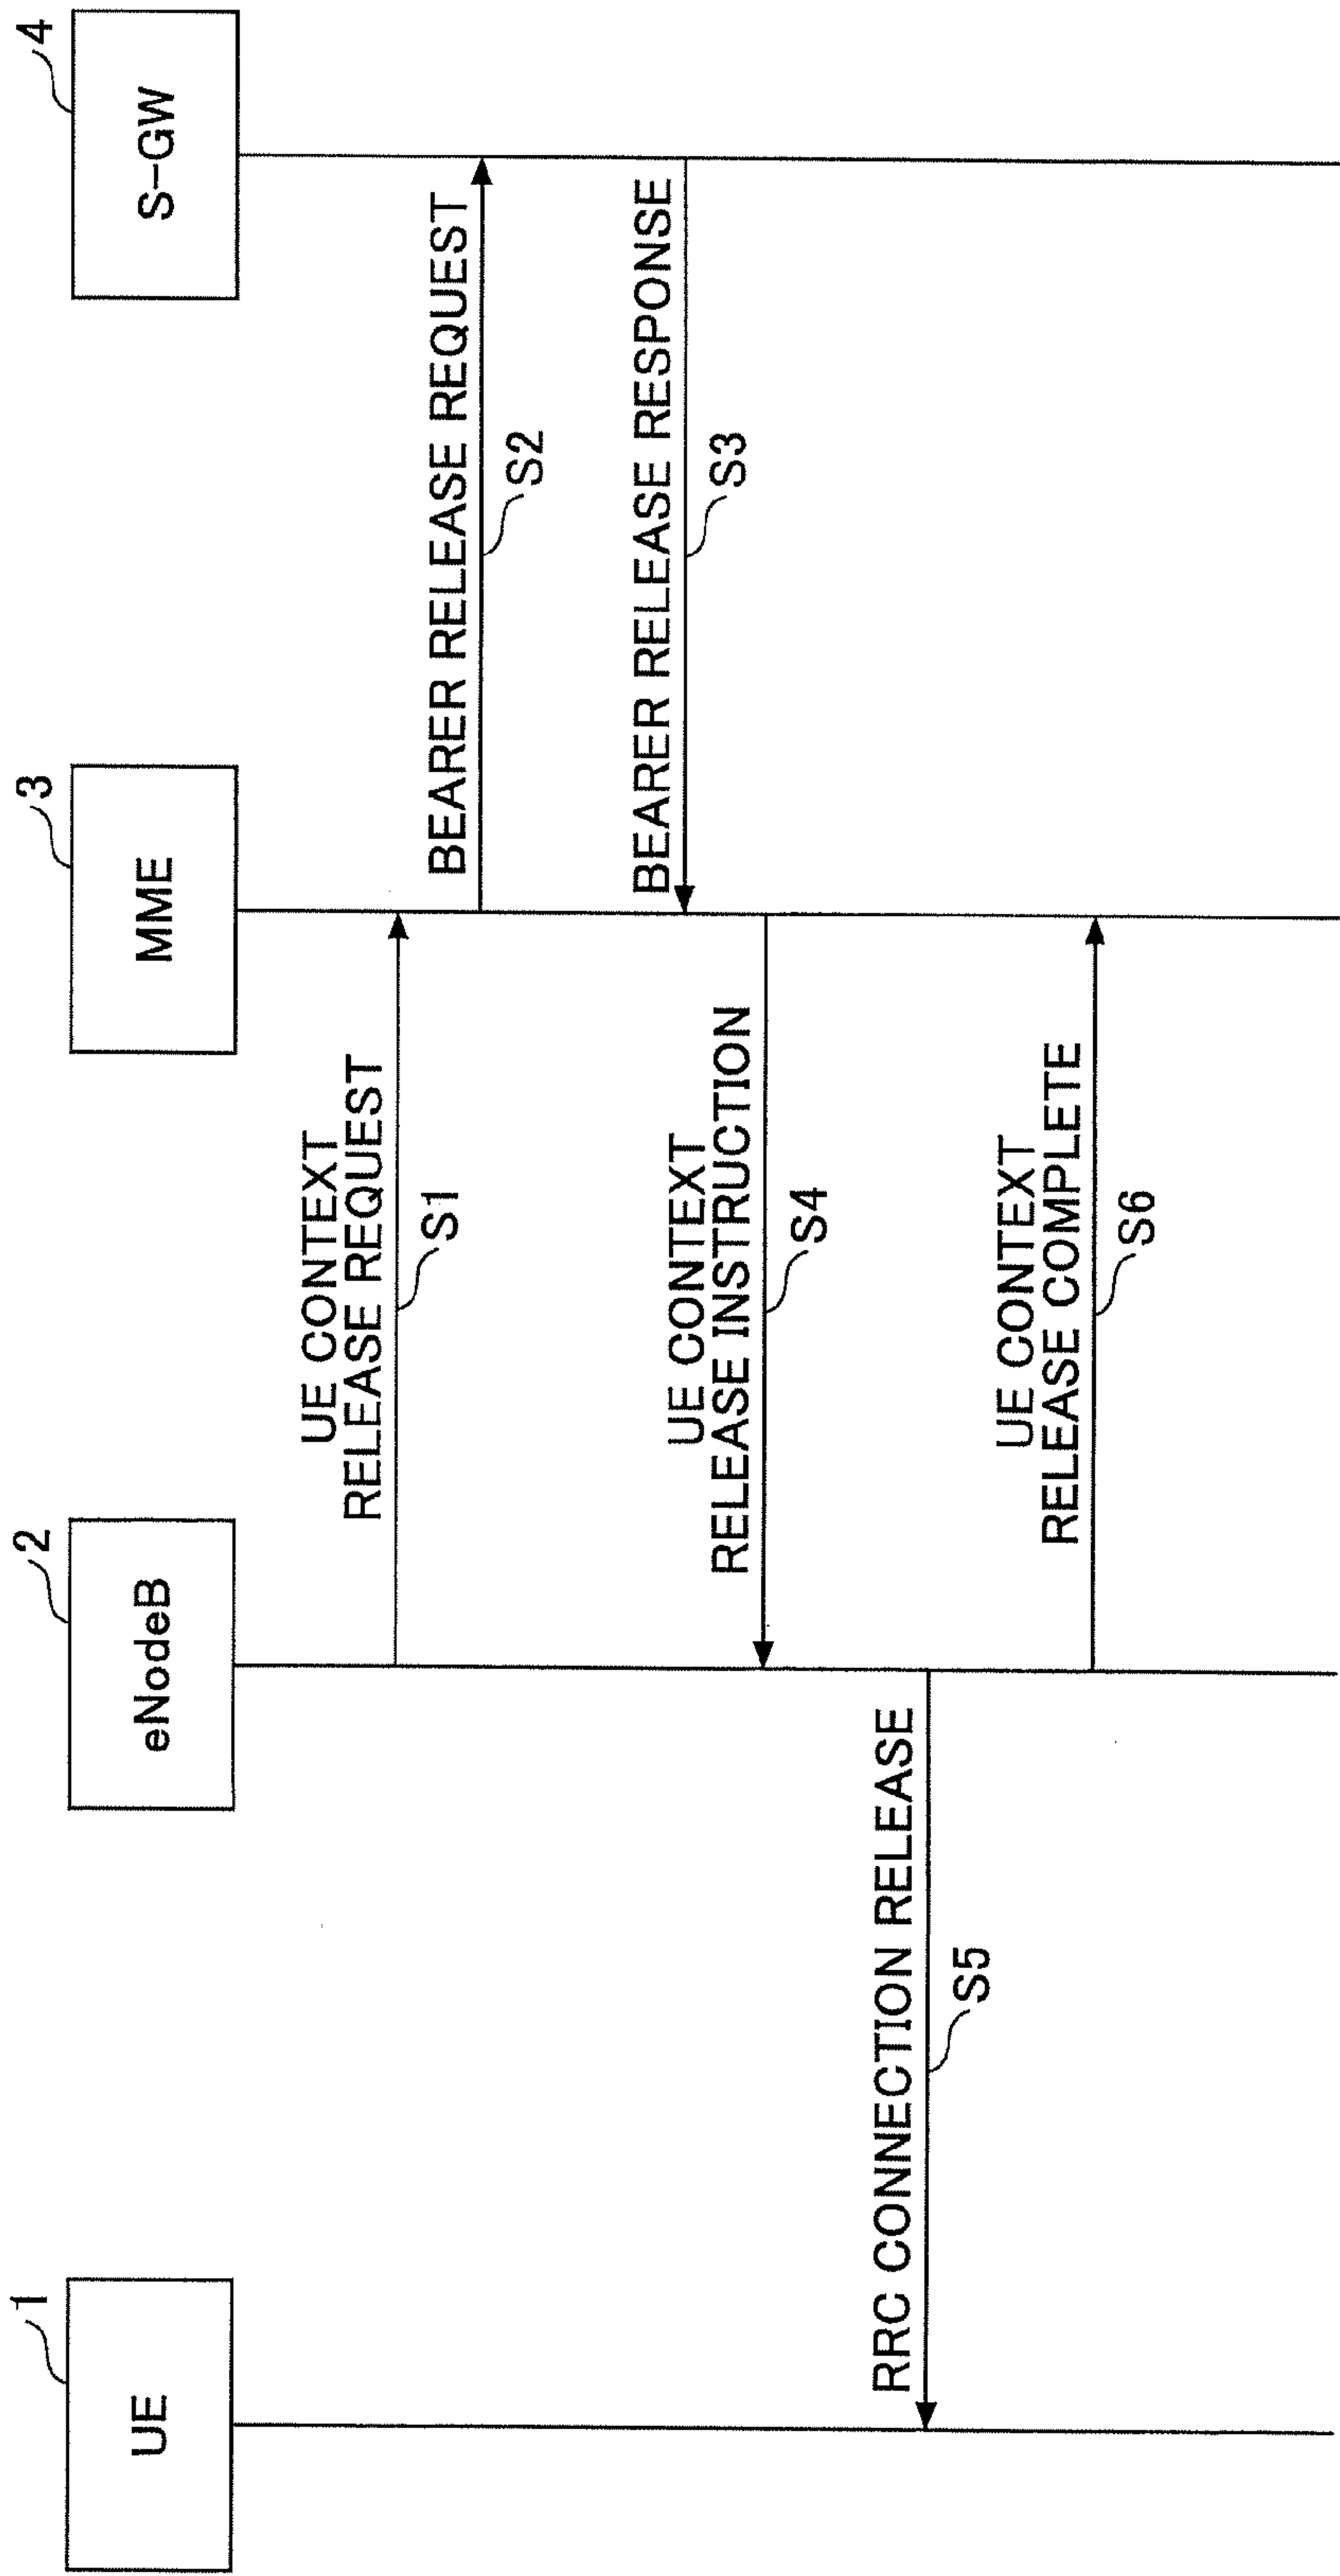 1
UE
2
eNodeB
3
MME
4
S-GW
UE CONTEXT
RELEASE REQUEST
S1
BEARER RELEASE REQUEST
S2
BEARER RELEASE RESPONSE
S3
UE CONTEXT
RELEASE INSTRUCTION
S4
RRC CONNECTION RELEASE
S5
UE CONTEXT
RELEASE COMPLETE
S6